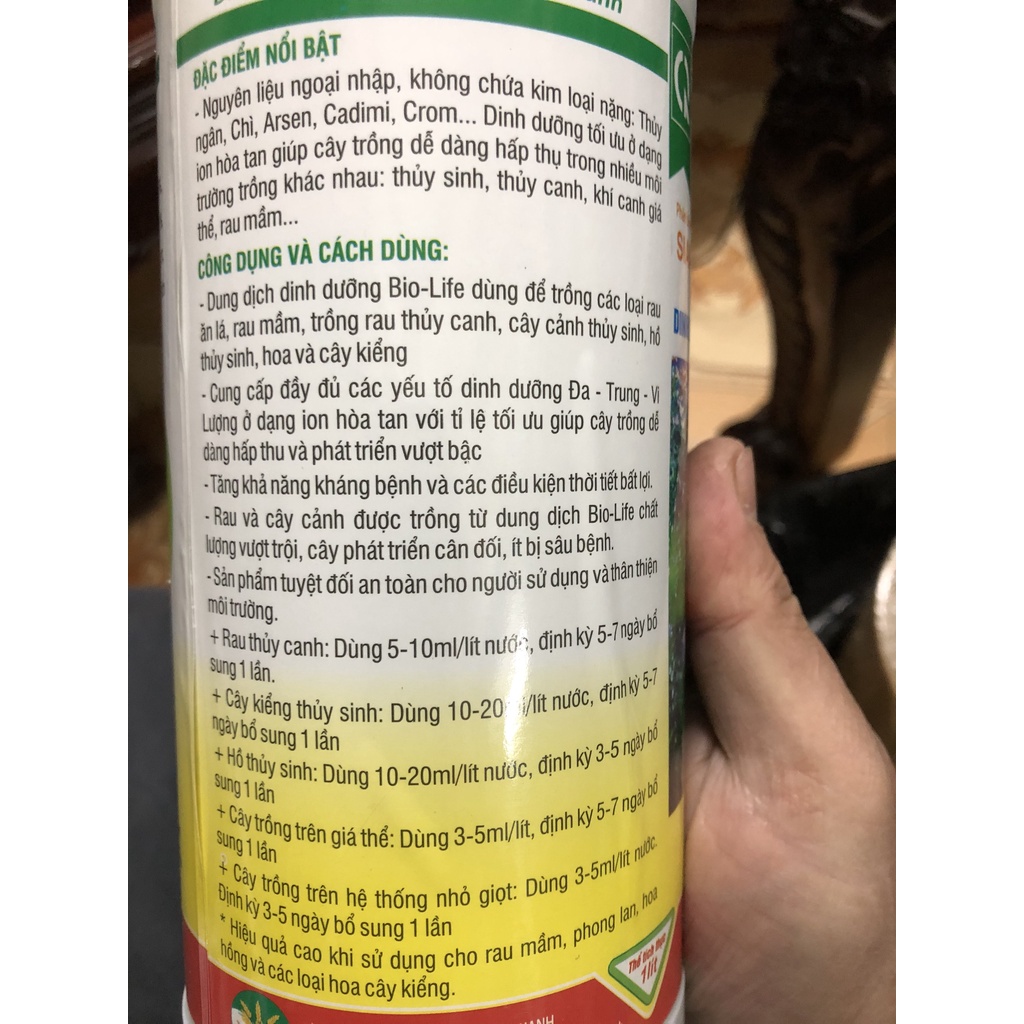 ĐẶC ĐIỂM NỔI BẬT
- Nguyên liệu ngoại nhập, không chứa kim loại nặng: Thủy
ngân, Chì, Arsen, Cadimi, Crom... Dinh dưỡng tối ưu ở dạng
ion hòa tan giúp cây trồng dễ dàng hấp thụ trong nhiều môi
trường trồng khác nhau: thủy sinh, thủy canh, khí canh giá
thể, rau mầm...
CÔNG DỤNG VÀ CÁCH DÙNG:
- Dung dịch dinh dưỡng Bio-Life dùng để trồng các loại rau
ăn lá, rau mầm, trồng rau thủy canh, cây cảnh thủy sinh, hồ
thủy sinh, hoa và cây kiểng
- Cung cấp đầy đủ các yếu tố dinh dưỡng Đa - Trung - Vi
Lượng ở dạng ion hòa tan với tỉ lệ tối ưu giúp cây trồng dễ
dàng hấp thu và phát triển vượt bậc
- Tăng khả năng kháng bệnh và các điều kiện thời tiết bất lợi.
- Rau và cây cảnh được trồng từ dung dịch Bio-Life chất
lượng vượt trội, cây phát triển cân đối, ít bị sâu bệnh.
- Sản phẩm tuyệt đối an toàn cho người sử dụng và thân thiện
môi trường.
+ Rau thủy canh: Dùng 5-10ml/lít nước, định kỳ 5-7 ngày bổ
sung 1 lần.
+ Cây kiểng thủy sinh: Dùng 10-20ml/lít nước, định kỳ 5-7
ngày bổ sung 1 lần
+ Hồ thủy sinh: Dùng 10-20ml/lít nước, định kỳ 3-5 ngày bổ
sung 1 lần
+ Cây trồng trên giá thể: Dùng 3-5ml/lít, định kỳ 5-7 ngày bổ
sung 1 lần
+ Cây trồng trên hệ thống nhỏ giọt: Dùng 3-5ml/lít nước.
Định kỳ 3-5 ngày bổ sung 1 lần
* Hiệu quả cao khi sử dụng cho rau mầm, phong lan, hoa
hồng và các loại hoa cây kiểng.
Thể tích thực
1 lít